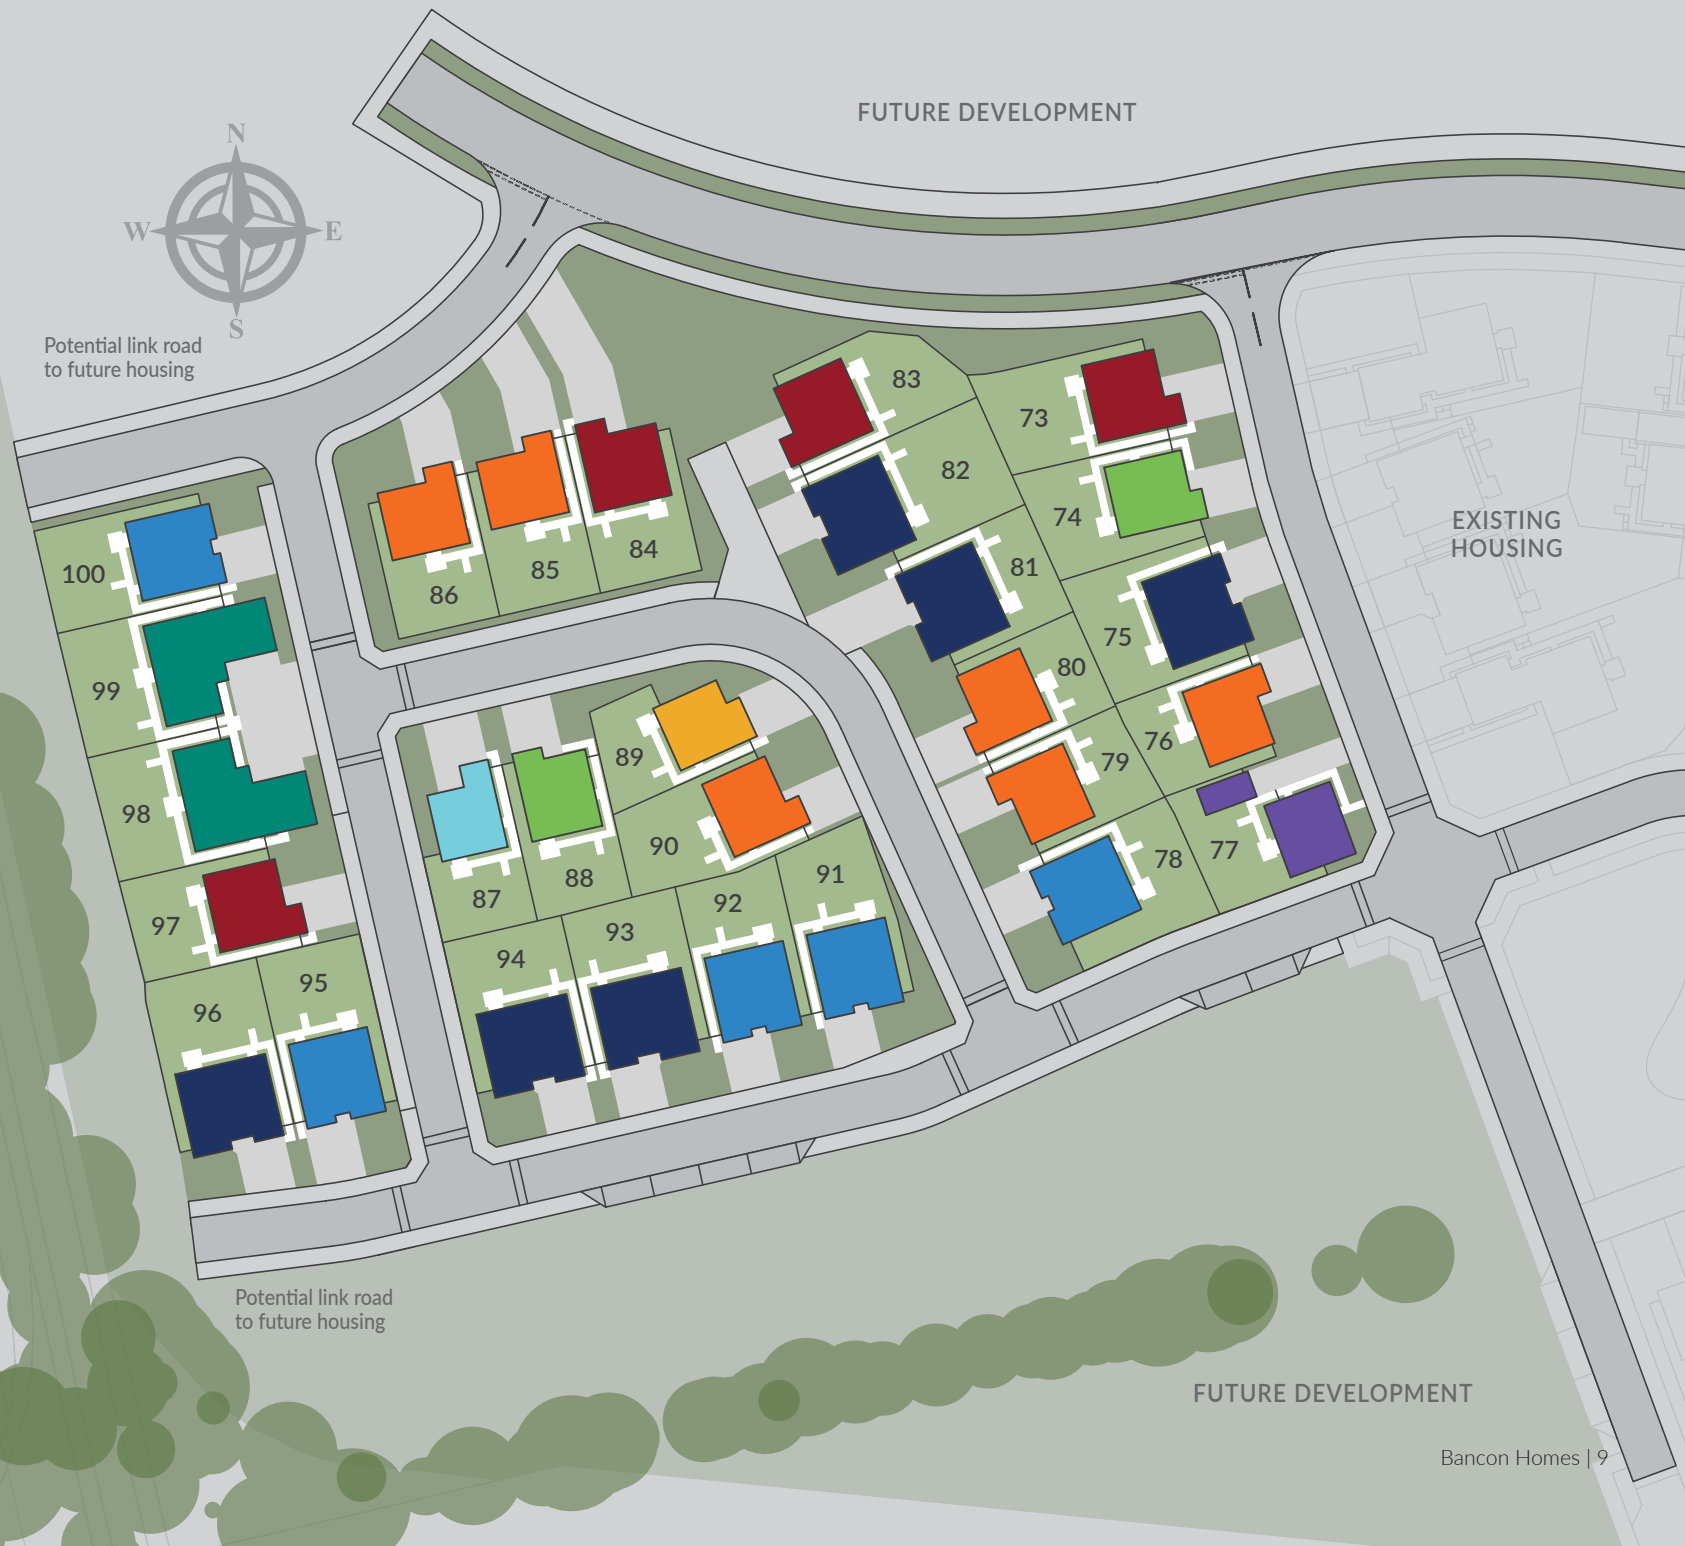 FUTURE DEVELOPMENT
N
W
E
S
Potential link road
to future housing
83
73
82
74
EXISTING
HOUSING
84
85
86
81
100
75
80
99
76
79
89
98
90
78
77
88
87
91
92
97
93
94
95
96
Potential link road
to future housing
FUTURE DEVELOPMENT
Bancon Homes | 9